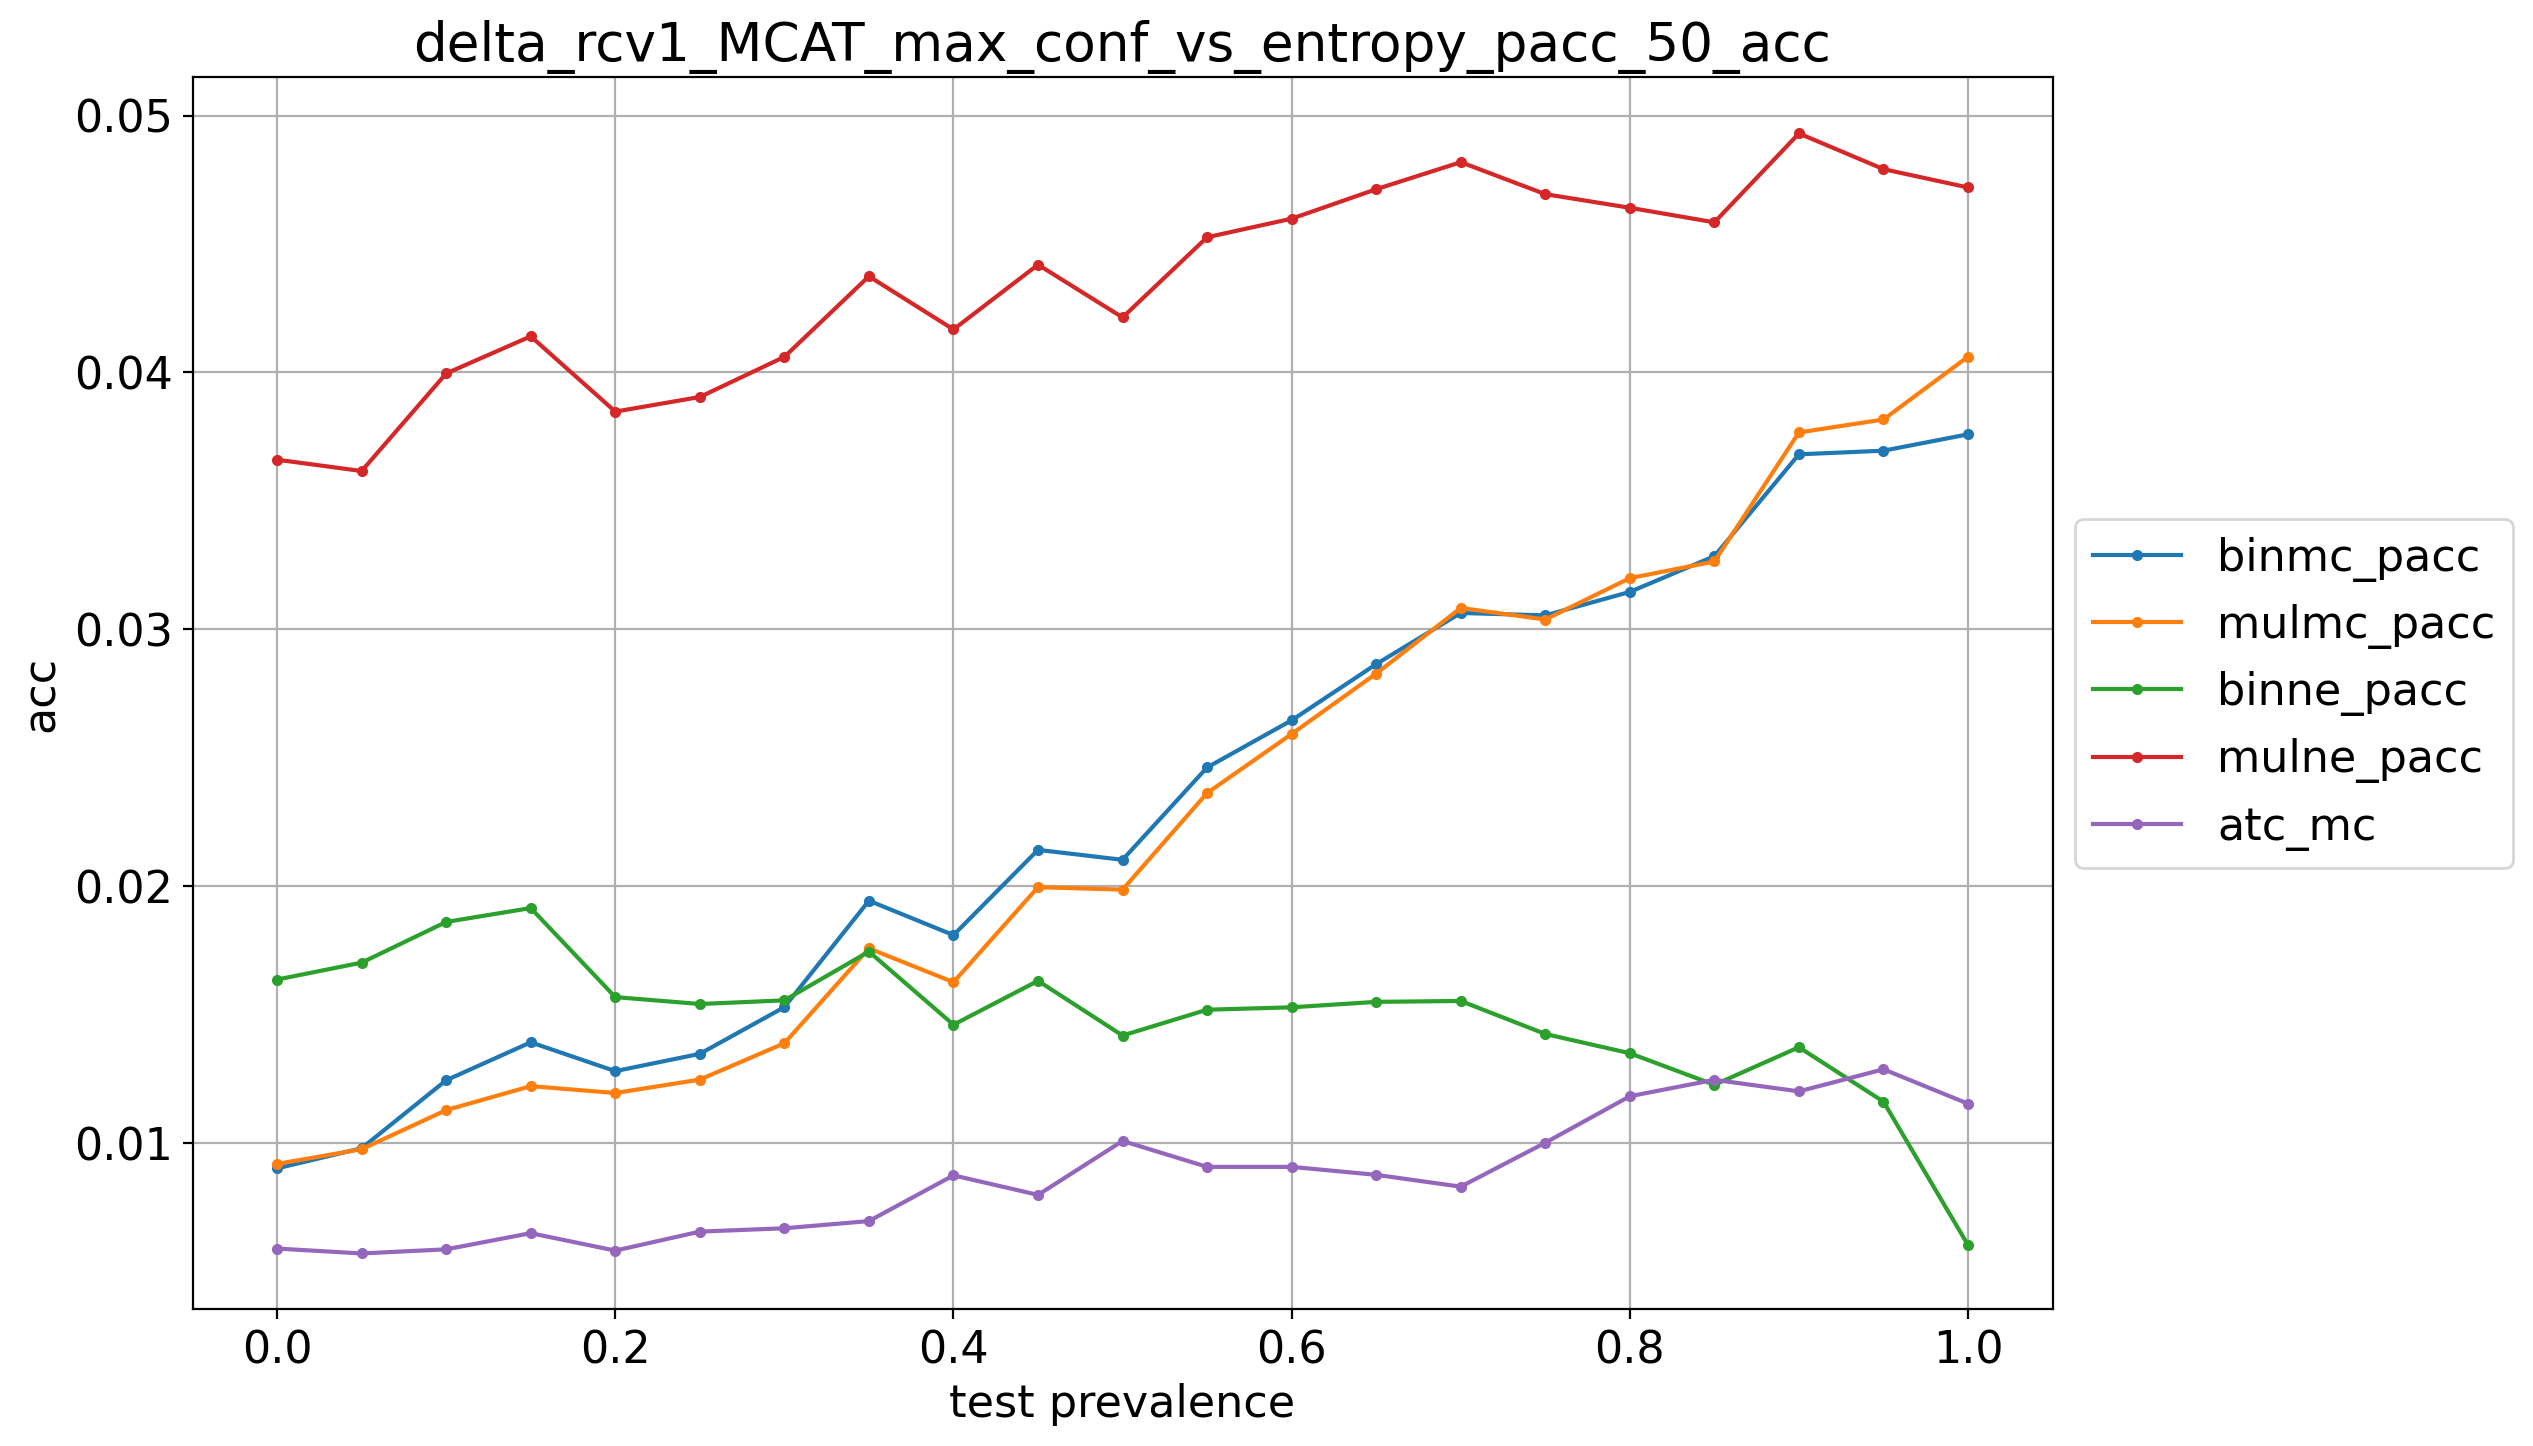 delta_rcv1_MCAT_max_conf_vs_entropy_pacc_50_acc
0.05
0.04
0.03
0.02
0.01
acc
0.0 0.2 0.4 0.6 0.8 1.0
test prevalence
binmc_pacc
mulmc_pacc
binne_pacc
mulne_pacc
atc_mc